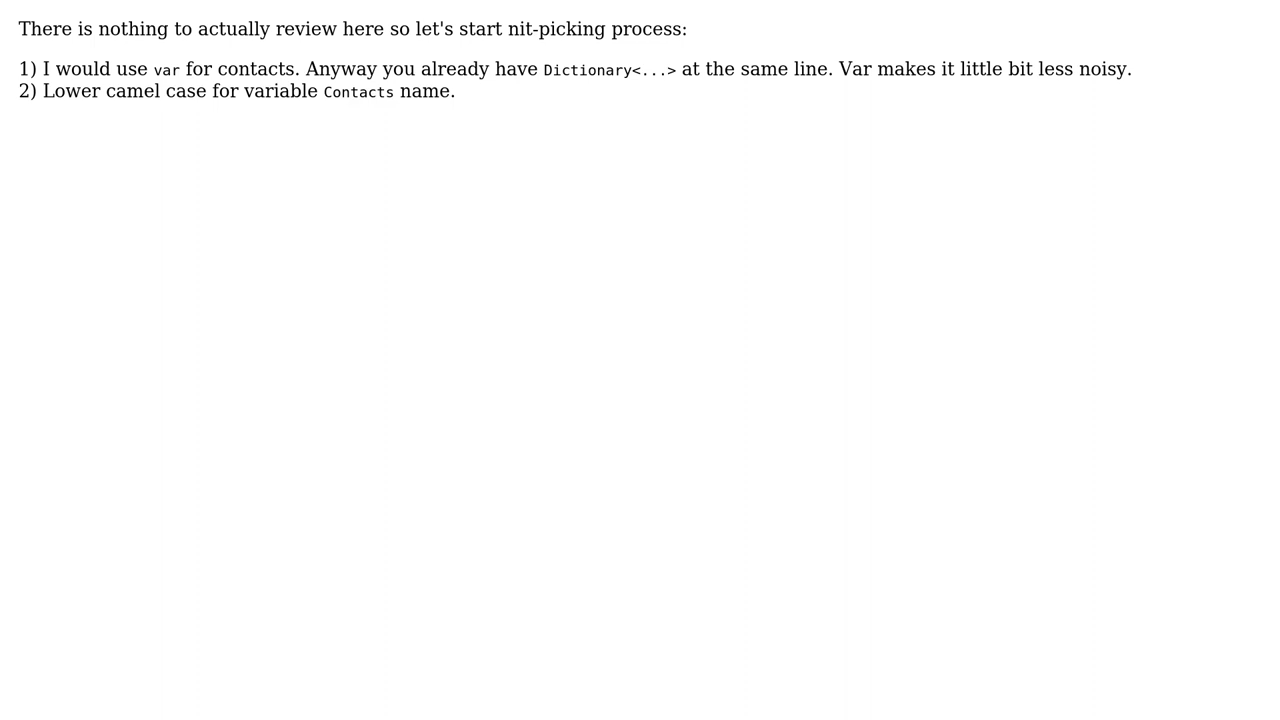 There is nothing to actually review here so let's start nit-picking process:
1) I would use var for contacts. Anyway you already have Dictionary<...> at the same line. Var makes it little bit less noisy.
2) Lower camel case for variable Contacts name.